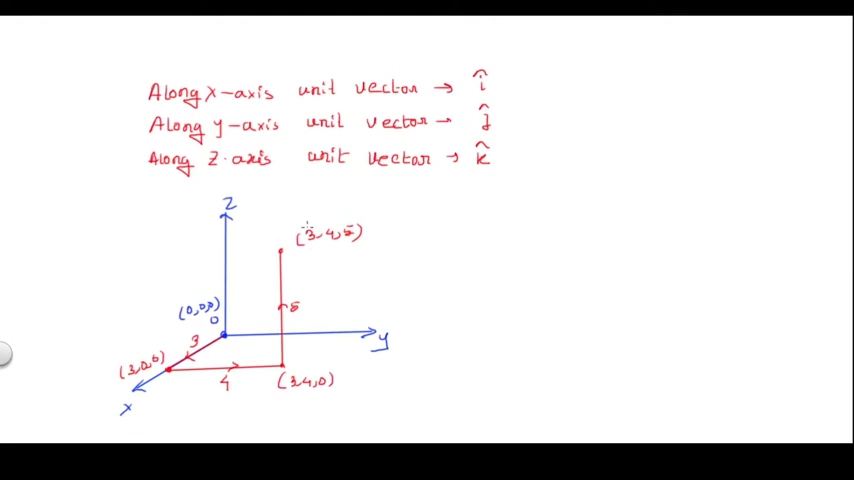 Along x-axis unit vector → î
Along y-axis unit vector → ĵ
Along z-axis unit vector → k̂
Z
(3,4,5)
(0,0,0)
O
5
3
y
(3,0,0)
4
(3,4,0)
x